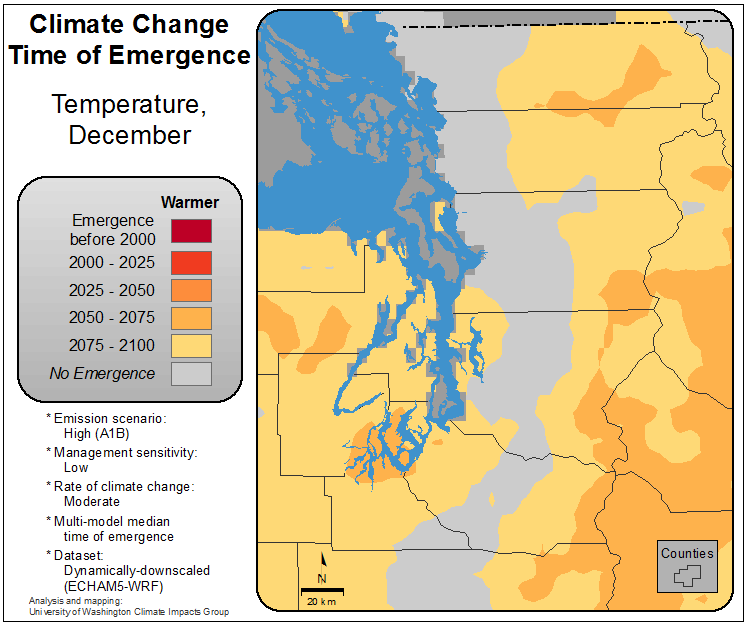 Climate Change
Time of Emergence
Temperature,
December
Warmer
Emergence
before 2000
2000 - 2025
2025 - 2050
2050 - 2075
2075 - 2100
No Emergence
* Emission scenario:
High (A1B)
* Management sensitivity:
Low
* Rate of climate change:
Moderate
* Multi-model median
time of emergence
* Dataset:
Dynamically-downscaled
(ECHAM5-WRF)
Analysis and mapping:
University of Washington Climate Impacts Group
N
20 km
Counties